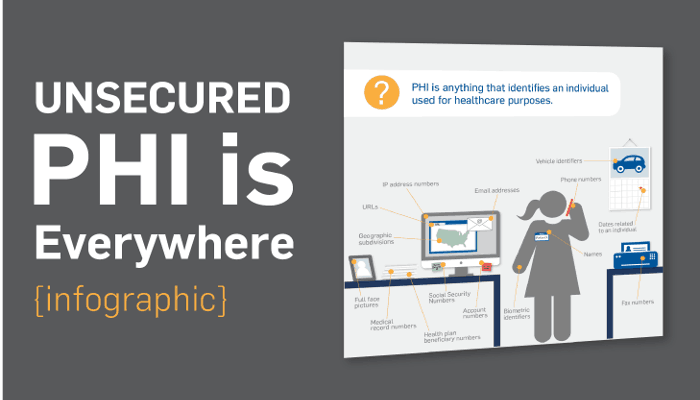 UNSECURED
PHI is
Everywhere
{infographic}
?
PHI is anything that identifies an individual
used for healthcare purposes.
Vehicle identifiers
Phone numbers
IP address numbers
Email addresses
URLs
Geographic
subdivisions
Dates related
to an individual
Names
Full face
pictures
Social Security
Numbers
Account
numbers
Biometric
identifiers
Fax numbers
Medical
record numbers
Health plan
beneficiary numbers